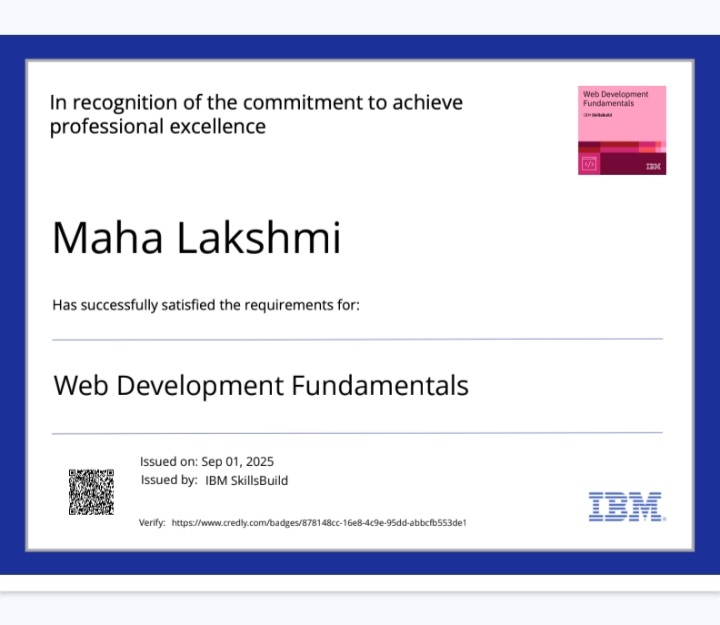 In recognition of the commitment to achieve
professional excellence
Web Development
Fundamentals
IBM SkillsBuild
IBM
Maha Lakshmi
Has successfully satisfied the requirements for:
Web Development Fundamentals
Issued on: Sep 01, 2025
Issued by: IBM SkillsBuild
Verify: https://www.credly.com/badges/878148cc-16e8-4c9e-95dd-abbcfb553de1
IBM